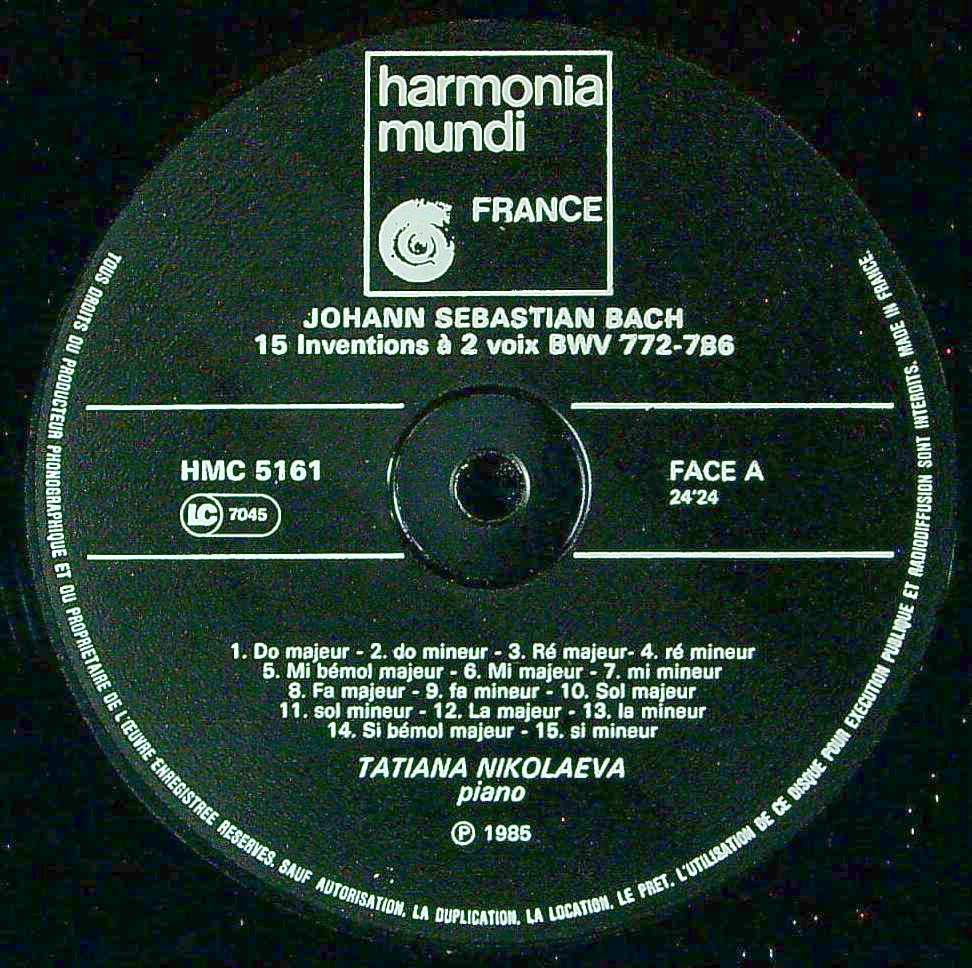 harmonia
mundi
FRANCE
JOHANN SEBASTIAN BACH
15 Inventions à 2 voix BWV 772-786
HMC 5161
LC 7045
FACE A
24'24
1. Do majeur - 2. do mineur - 3. Ré majeur- 4. ré mineur
5. Mi bémol majeur - 6. Mi majeur - 7. mi mineur
8. Fa majeur - 9. fa mineur - 10. Sol majeur
11. sol mineur - 12. La majeur - 13. la mineur
14. Si bémol majeur - 15. si mineur
TATIANA NIKOLAEVA
piano
℗ 1985
TOUS DROITS DU PRODUCTEUR PHONOGRAPHIQUE ET DU PROPRIETAIRE DE L'ŒUVRE ENREGISTREE RESERVES. SAUF AUTORISATION, LA DUPLICATION, LA LOCATION, LE PRET, L'UTILISATION DE CE DISQUE POUR EXECUTION PUBLIQUE ET RADIODIFFUSION SONT INTERDITS. MADE IN FRANCE.